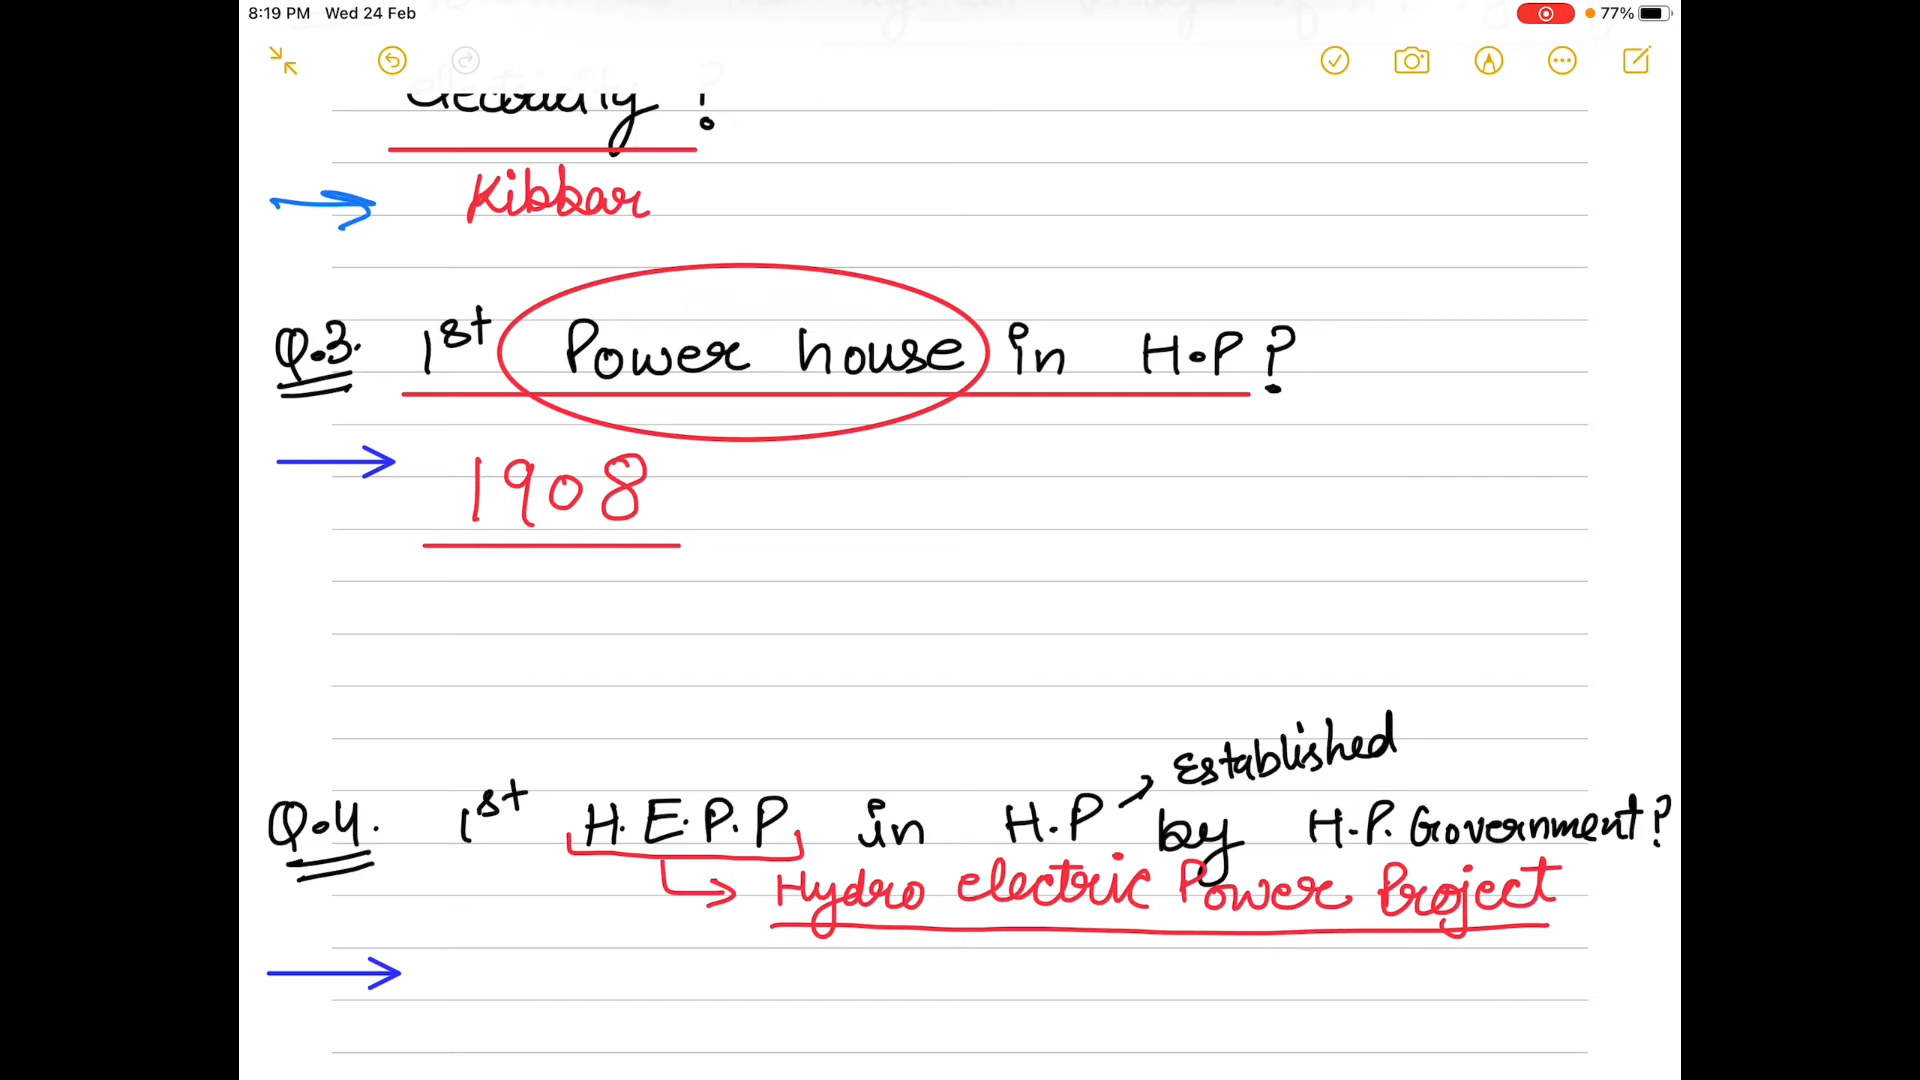 8:19 PM Wed 24 Feb
77%
electricity ?
Kibbar
Q.3. 1st Power house in H.P ?
1908
Established
Q.4. 1st H.E.P.P in H.P by H.P. Government?
Hydro electric Power Project